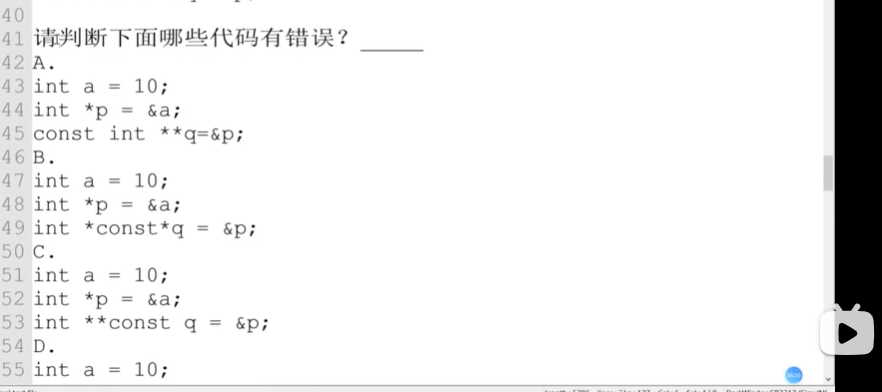 40
41 请判断下面哪些代码有错误? ______
42 A.
43 int a = 10;
44 int *p = &a;
45 const int **q=&p;
46 B.
47 int a = 10;
48 int *p = &a;
49 int *const*q = &p;
50 C.
51 int a = 10;
52 int *p = &a;
53 int **const q = &p;
54 D.
55 int a = 10;